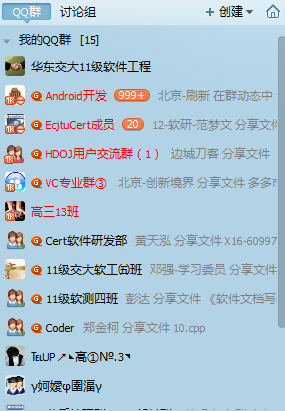 QQ群 讨论组 + 创建
我的QQ群 [15]
华东交大11级软件工程
Android开发 999+ 北京-刷新 在群动态中
EcjtuCert成员 20 12-软研-范梦文 分享文件
HDOJ用户交流群（1） 边城刀客 分享文件
VC专业群③ 北京-创新境界 分享文件 多多
高三13班
Cert软件研发部 黄天泓 分享文件 X16-60997
11级交大软工㈤班 邓强-学习委员 分享文件
11级软测四班 彭达 分享文件 《软件文档写
Coder 郑金柯 分享文件 10.cpp
TEUP↗◣高①№.3◥
γ妸嬡φ圕湢γ